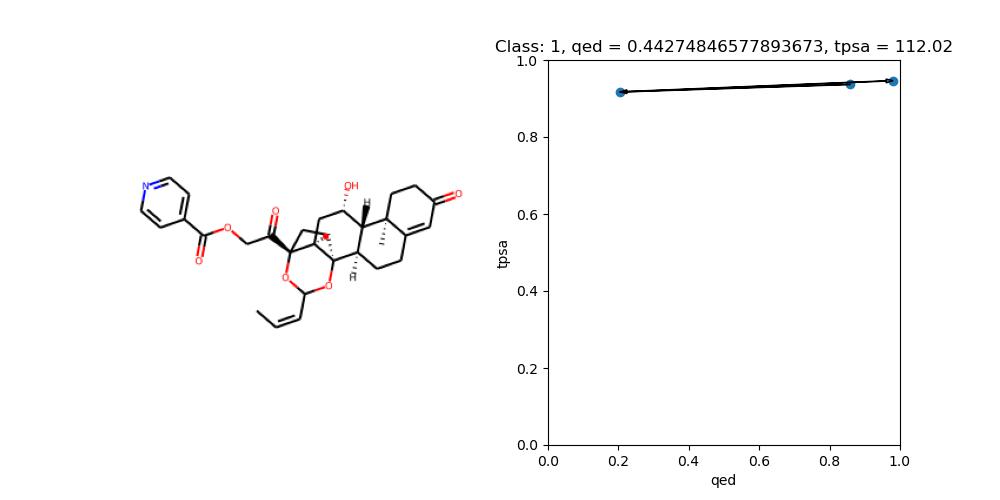 Class: 1, qed = 0.44274846577893673, tpsa = 112.02
N
O
O
O
O
O
OH
H
H
O
1.0
0.8
0.6
0.4
0.2
0.0
tpsa
0.0 0.2 0.4 0.6 0.8 1.0
qed